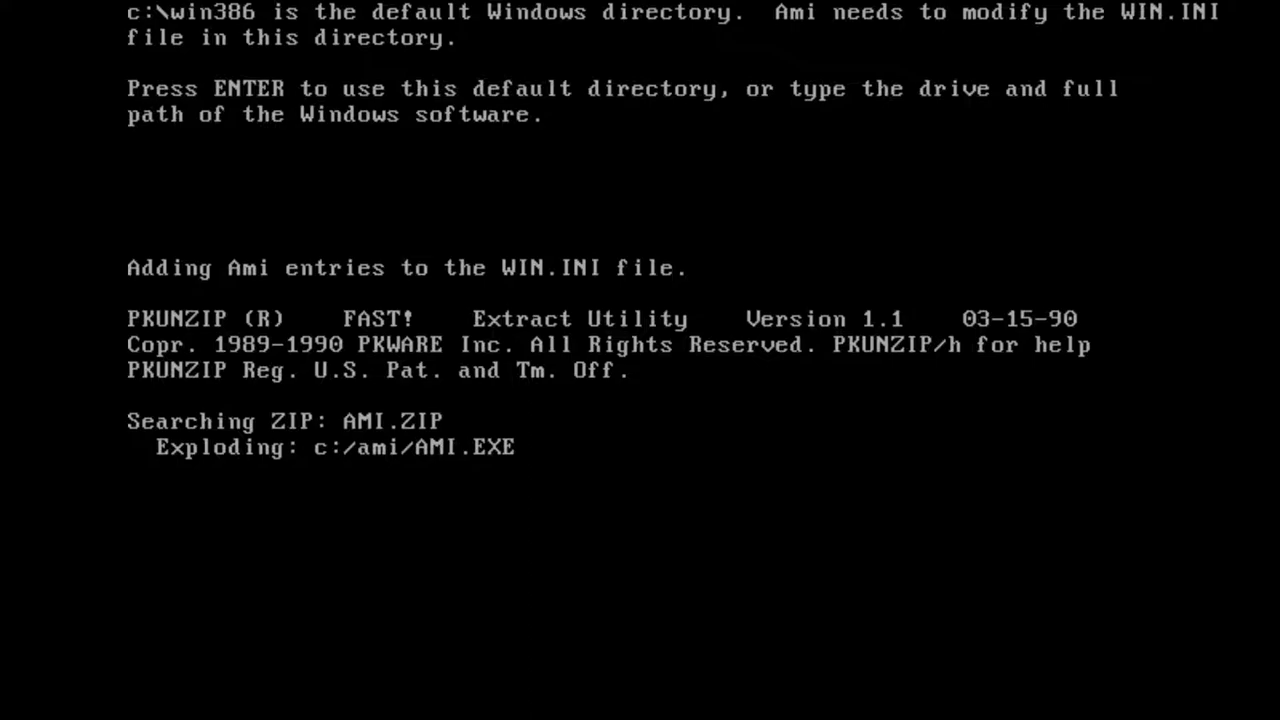 c:\win386 is the default Windows directory.  Ami needs to modify the WIN.INI
file in this directory.
Press ENTER to use this default directory, or type the drive and full
path of the Windows software.
Adding Ami entries to the WIN.INI file.
PKUNZIP (R)    FAST!    Extract Utility    Version 1.1    03-15-90
Copr. 1989-1990 PKWARE Inc. All Rights Reserved. PKUNZIP/h for help
PKUNZIP Reg. U.S. Pat. and Tm. Off.
Searching ZIP: AMI.ZIP
  Exploding: c:/ami/AMI.EXE